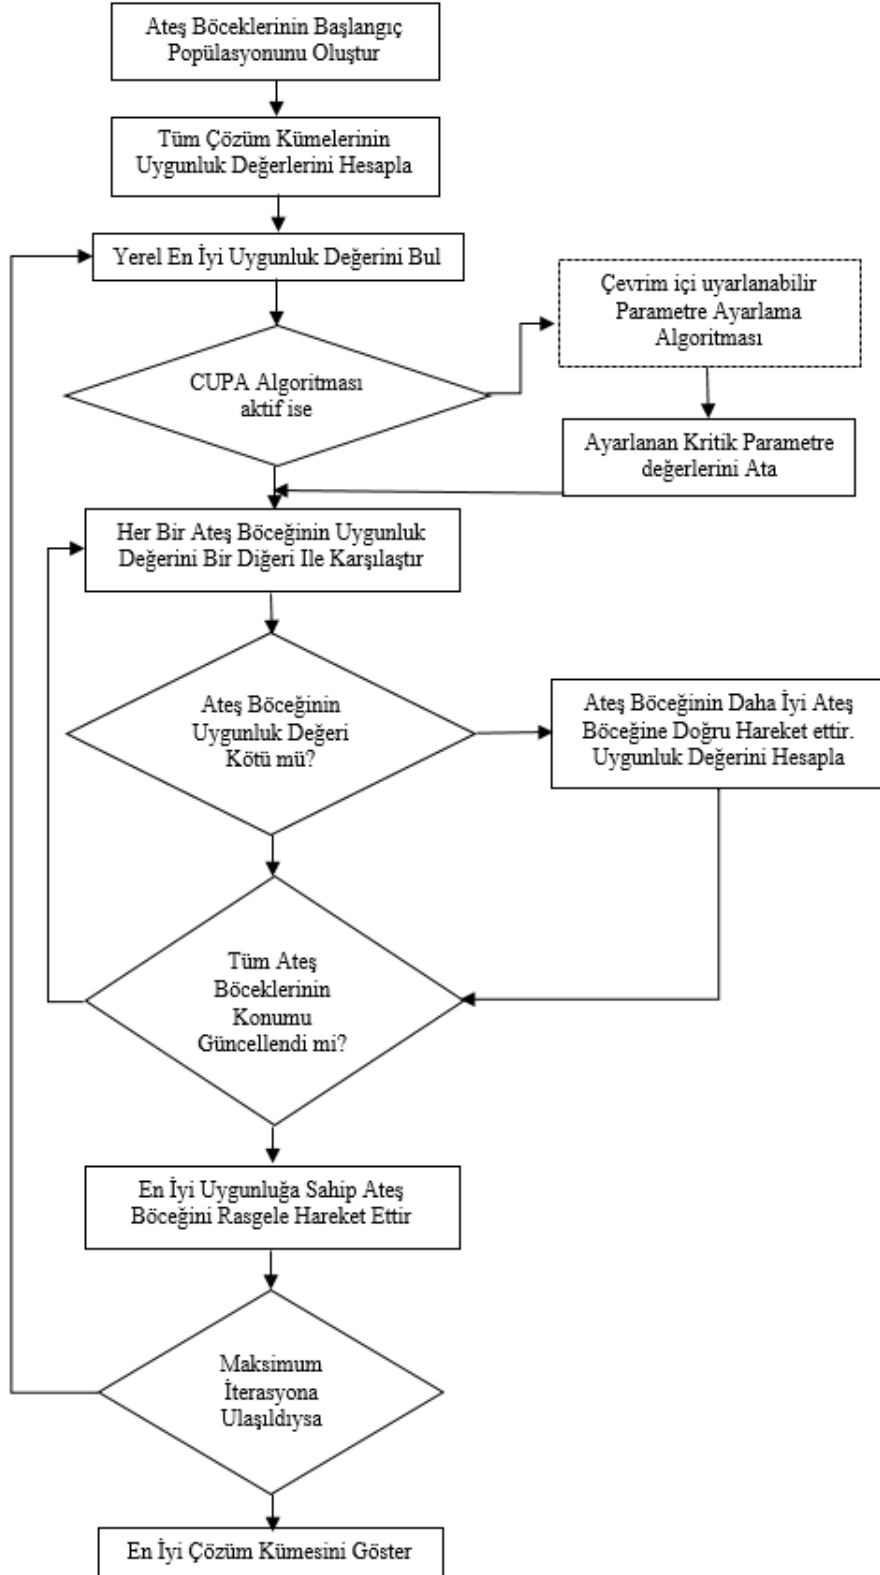 Ateş Böceklerinin Başlangıç
Popülasyonunu Oluştur
Tüm Çözüm Kümelerinin
Uygunluk Değerlerini Hesapla
Yerel En İyi Uygunluk Değerini Bul
Çevrim içi uyarlanabilir
Parametre Ayarlama
Algoritması
CUPA Algoritması
aktif ise
Ayarlanan Kritik Parametre
değerlerini Ata
Her Bir Ateş Böceğinin Uygunluk
Değerini Bir Diğeri Ile Karşılaştır
Ateş Böceğinin
Uygunluk Değeri
Kötü mü?
Ateş Böceğinin Daha İyi Ateş
Böceğine Doğru Hareket ettir.
Uygunluk Değerini Hesapla
Tüm Ateş
Böceklerinin
Konumu
Güncellendi mi?
En İyi Uygunluğa Sahip Ateş
Böceğini Rasgele Hareket Ettir
Maksimum
İterasyona
Ulaşıldıysa
En İyi Çözüm Kümesini Göster